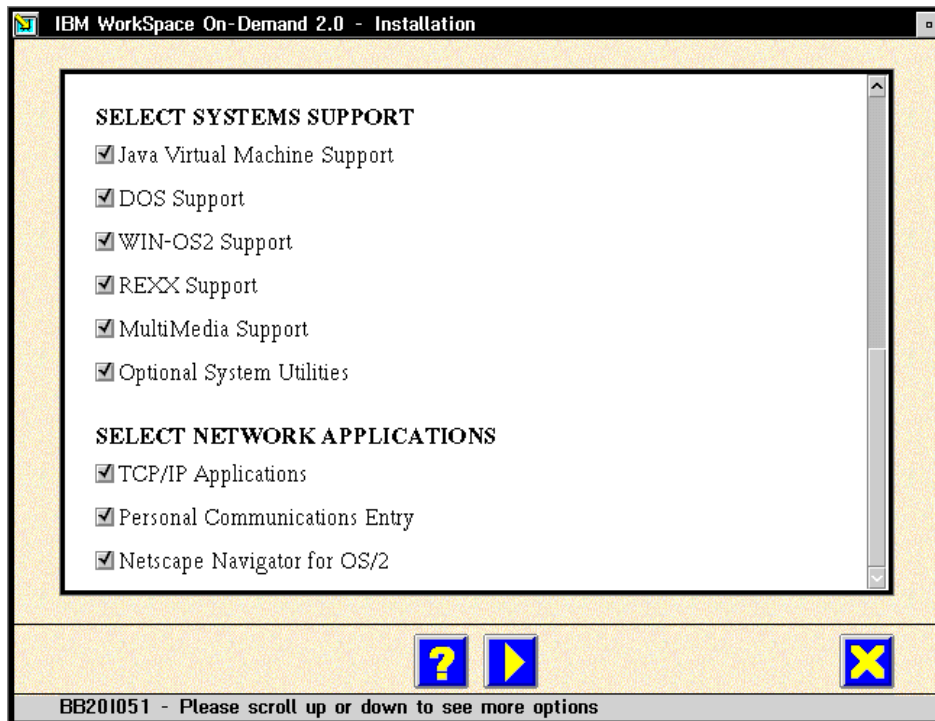 IBM WorkSpace On-Demand 2.0 - Installation
SELECT SYSTEMS SUPPORT
Java Virtual Machine Support
DOS Support
WIN-OS2 Support
REXX Support
MultiMedia Support
Optional System Utilities
SELECT NETWORK APPLICATIONS
TCP/IP Applications
Personal Communications Entry
Netscape Navigator for OS/2
?
BB20I051 - Please scroll up or down to see more options